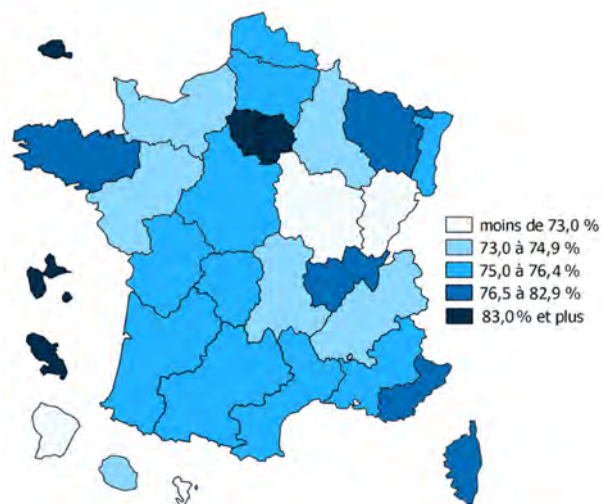 moins de 73,0 %
73,0 à 74,9 %
75,0 à 76,4 %
76,5 à 82,9 %
83,0 % et plus